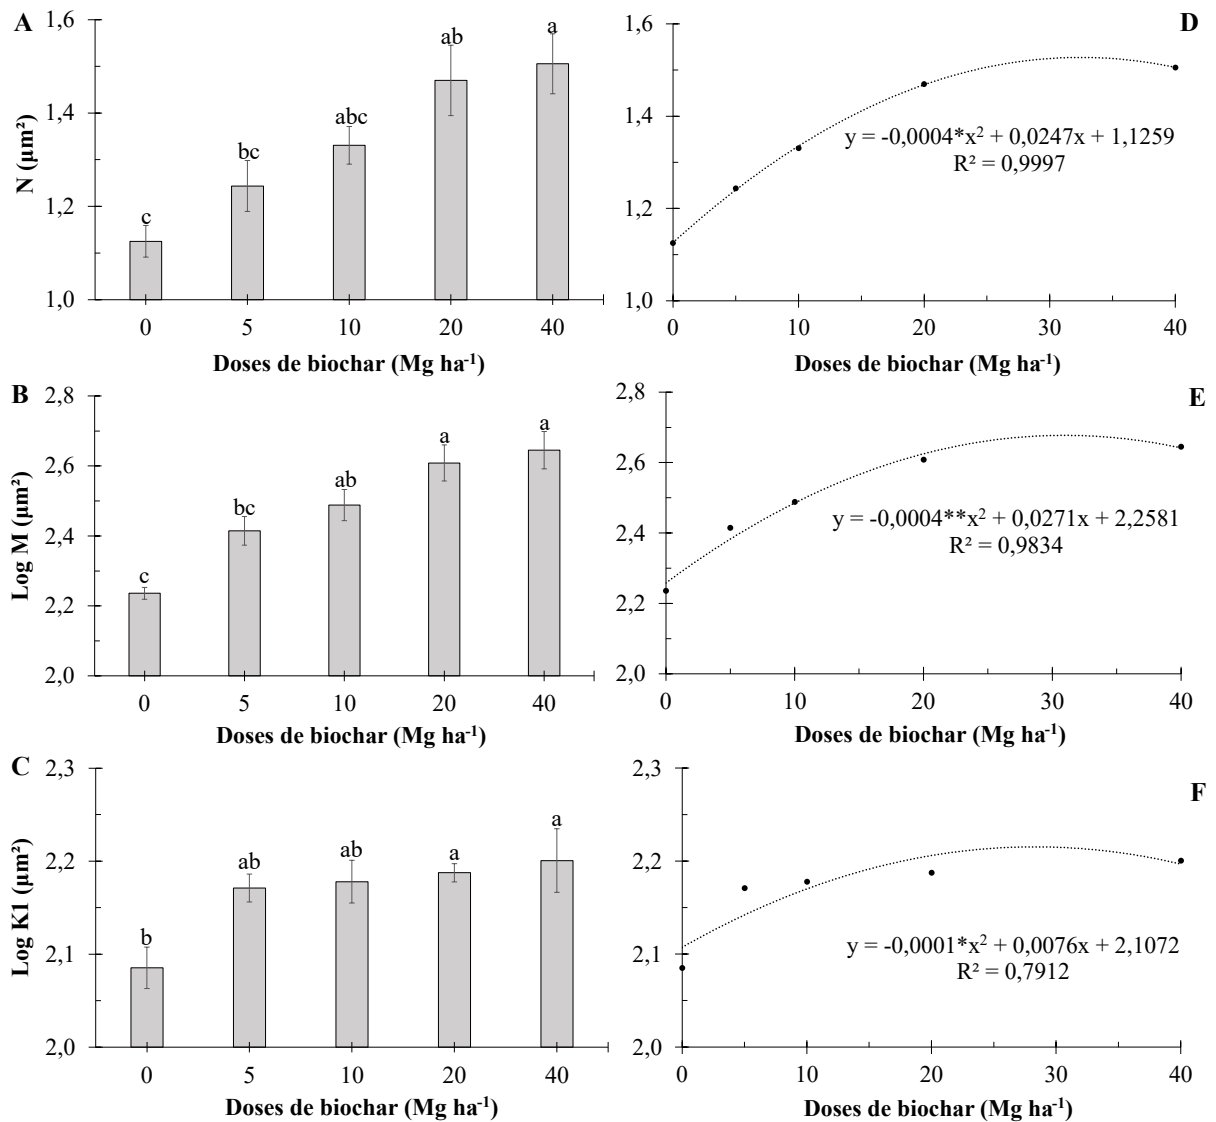 A
N (μm²)
1,6
1,4
1,2
1,0
c
bc
abc
ab
a
0 5 10 20 40
Doses de biochar (Mg ha⁻¹)
D
1,6
1,4
1,2
1,0
y = -0,0004*x² + 0,0247x + 1,1259
R² = 0,9997
0 10 20 30 40
Doses de biochar (Mg ha⁻¹)
B
Log M (μm²)
2,8
2,6
2,4
2,2
2,0
c
bc
ab
a
a
0 5 10 20 40
Doses de biochar (Mg ha⁻¹)
E
2,8
2,6
2,4
2,2
2,0
y = -0,0004**x² + 0,0271x + 2,2581
R² = 0,9834
0 10 20 30 40
Doses de biochar (Mg ha⁻¹)
C
Log K1 (μm²)
2,3
2,2
2,1
2,0
b
ab
ab
a
a
0 5 10 20 40
Doses de biochar (Mg ha⁻¹)
F
2,3
2,2
2,1
2,0
y = -0,0001*x² + 0,0076x + 2,1072
R² = 0,7912
0 10 20 30 40
Doses de biochar (Mg ha⁻¹)